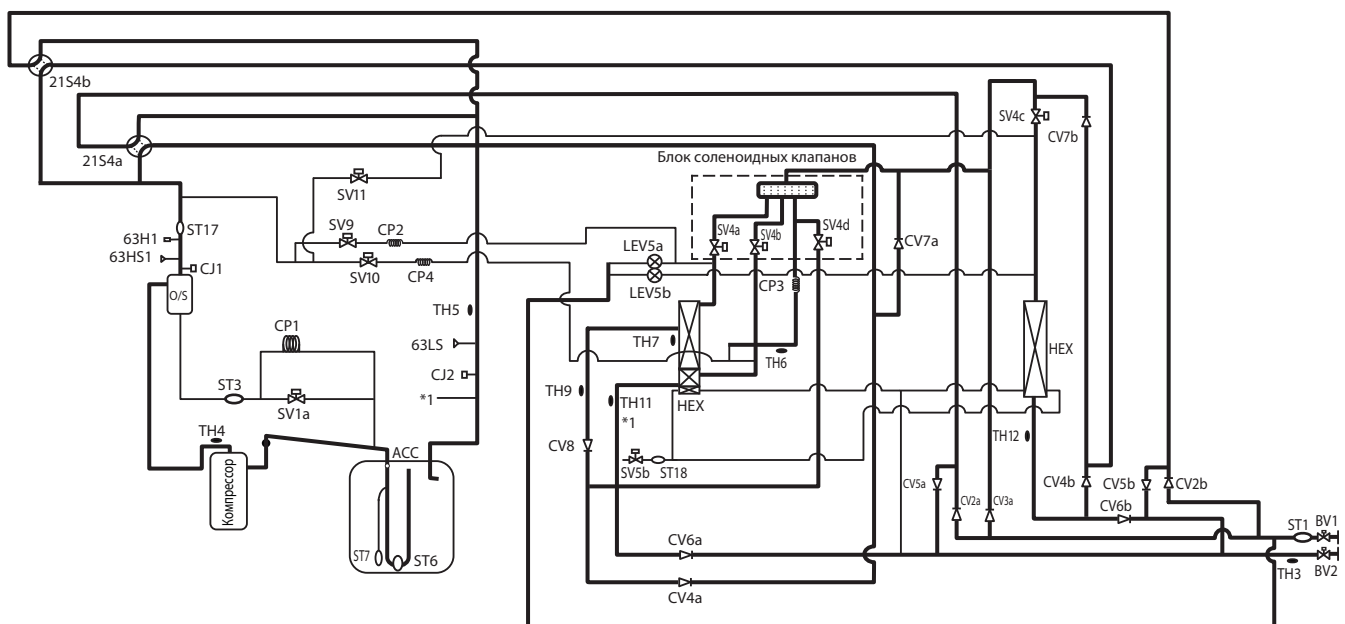 21S4b
SV4c
CV7b
21S4a
Блок соленоидных клапанов
SV11
ST17
SV9
CP2
SV4a
SV4b
SV4d
CV7a
63H1
63HS1
CJ1
LEV5a
SV10
CP4
LEV5b
CP3
O/S
TH5
CP1
TH7
TH6
HEX
63LS
CJ2
ST3
TH9
TH11
HEX
*1
SV1a
*1
TH4
ACC
CV8
TH12
SV5b
ST18
CV5a
CV2a
CV3a
CV4b
CV5b
CV2b
CV6b
Компрессор
ST1
BV1
CV6a
ST7
ST6
TH3
BV2
CV4a